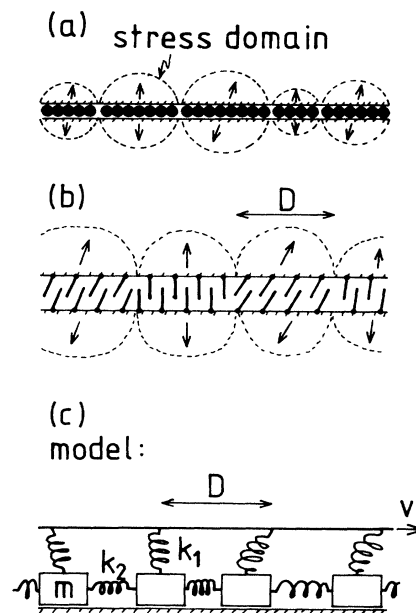 (a)
stress domain
(b)
D
(c)
model:
D
v
k₂
k₁
m